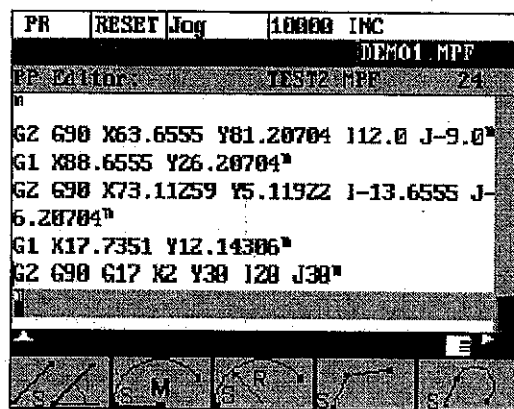 PR RESET Jog 10000 INC
DEMO1.MPF
PP Editor: TEST2 MPF 24
G2 G90 X63.6555 Y81.20704 I12.0 J-9.0
G1 X88.6555 Y26.20704
G2 G90 X73.11259 Y5.11922 I-13.6555 J-
6.20704
G1 X17.7351 Y12.14306
G2 G90 G17 X2 Y30 I20 J30
S S M S R S S